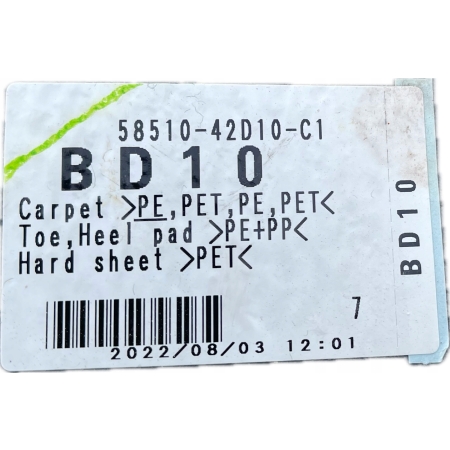 58510-42D10-C1
BD10
Carpet >PE,PET,PE,PET<
Toe,Heel pad >PE+PP<
Hard sheet >PET<
7
2022/08/03 12:01
BD10